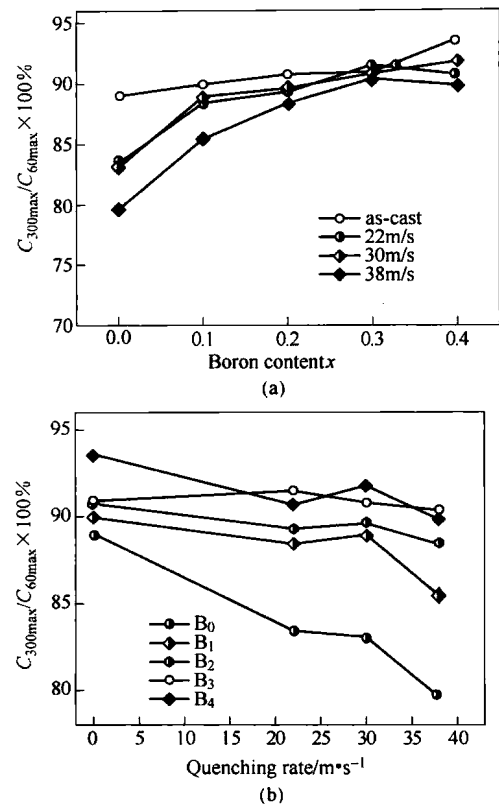 C300max/C60max×100%
95
90
85
80
75
70
as-cast
22m/s
30m/s
38m/s
0.0 0.1 0.2 0.3 0.4
Boron contentx
(a)
C300max/C60max×100%
95
90
85
80
B0
B1
B2
B3
B4
0 5 10 15 20 25 30 35 40
Quenching rate/m•s−1
(b)